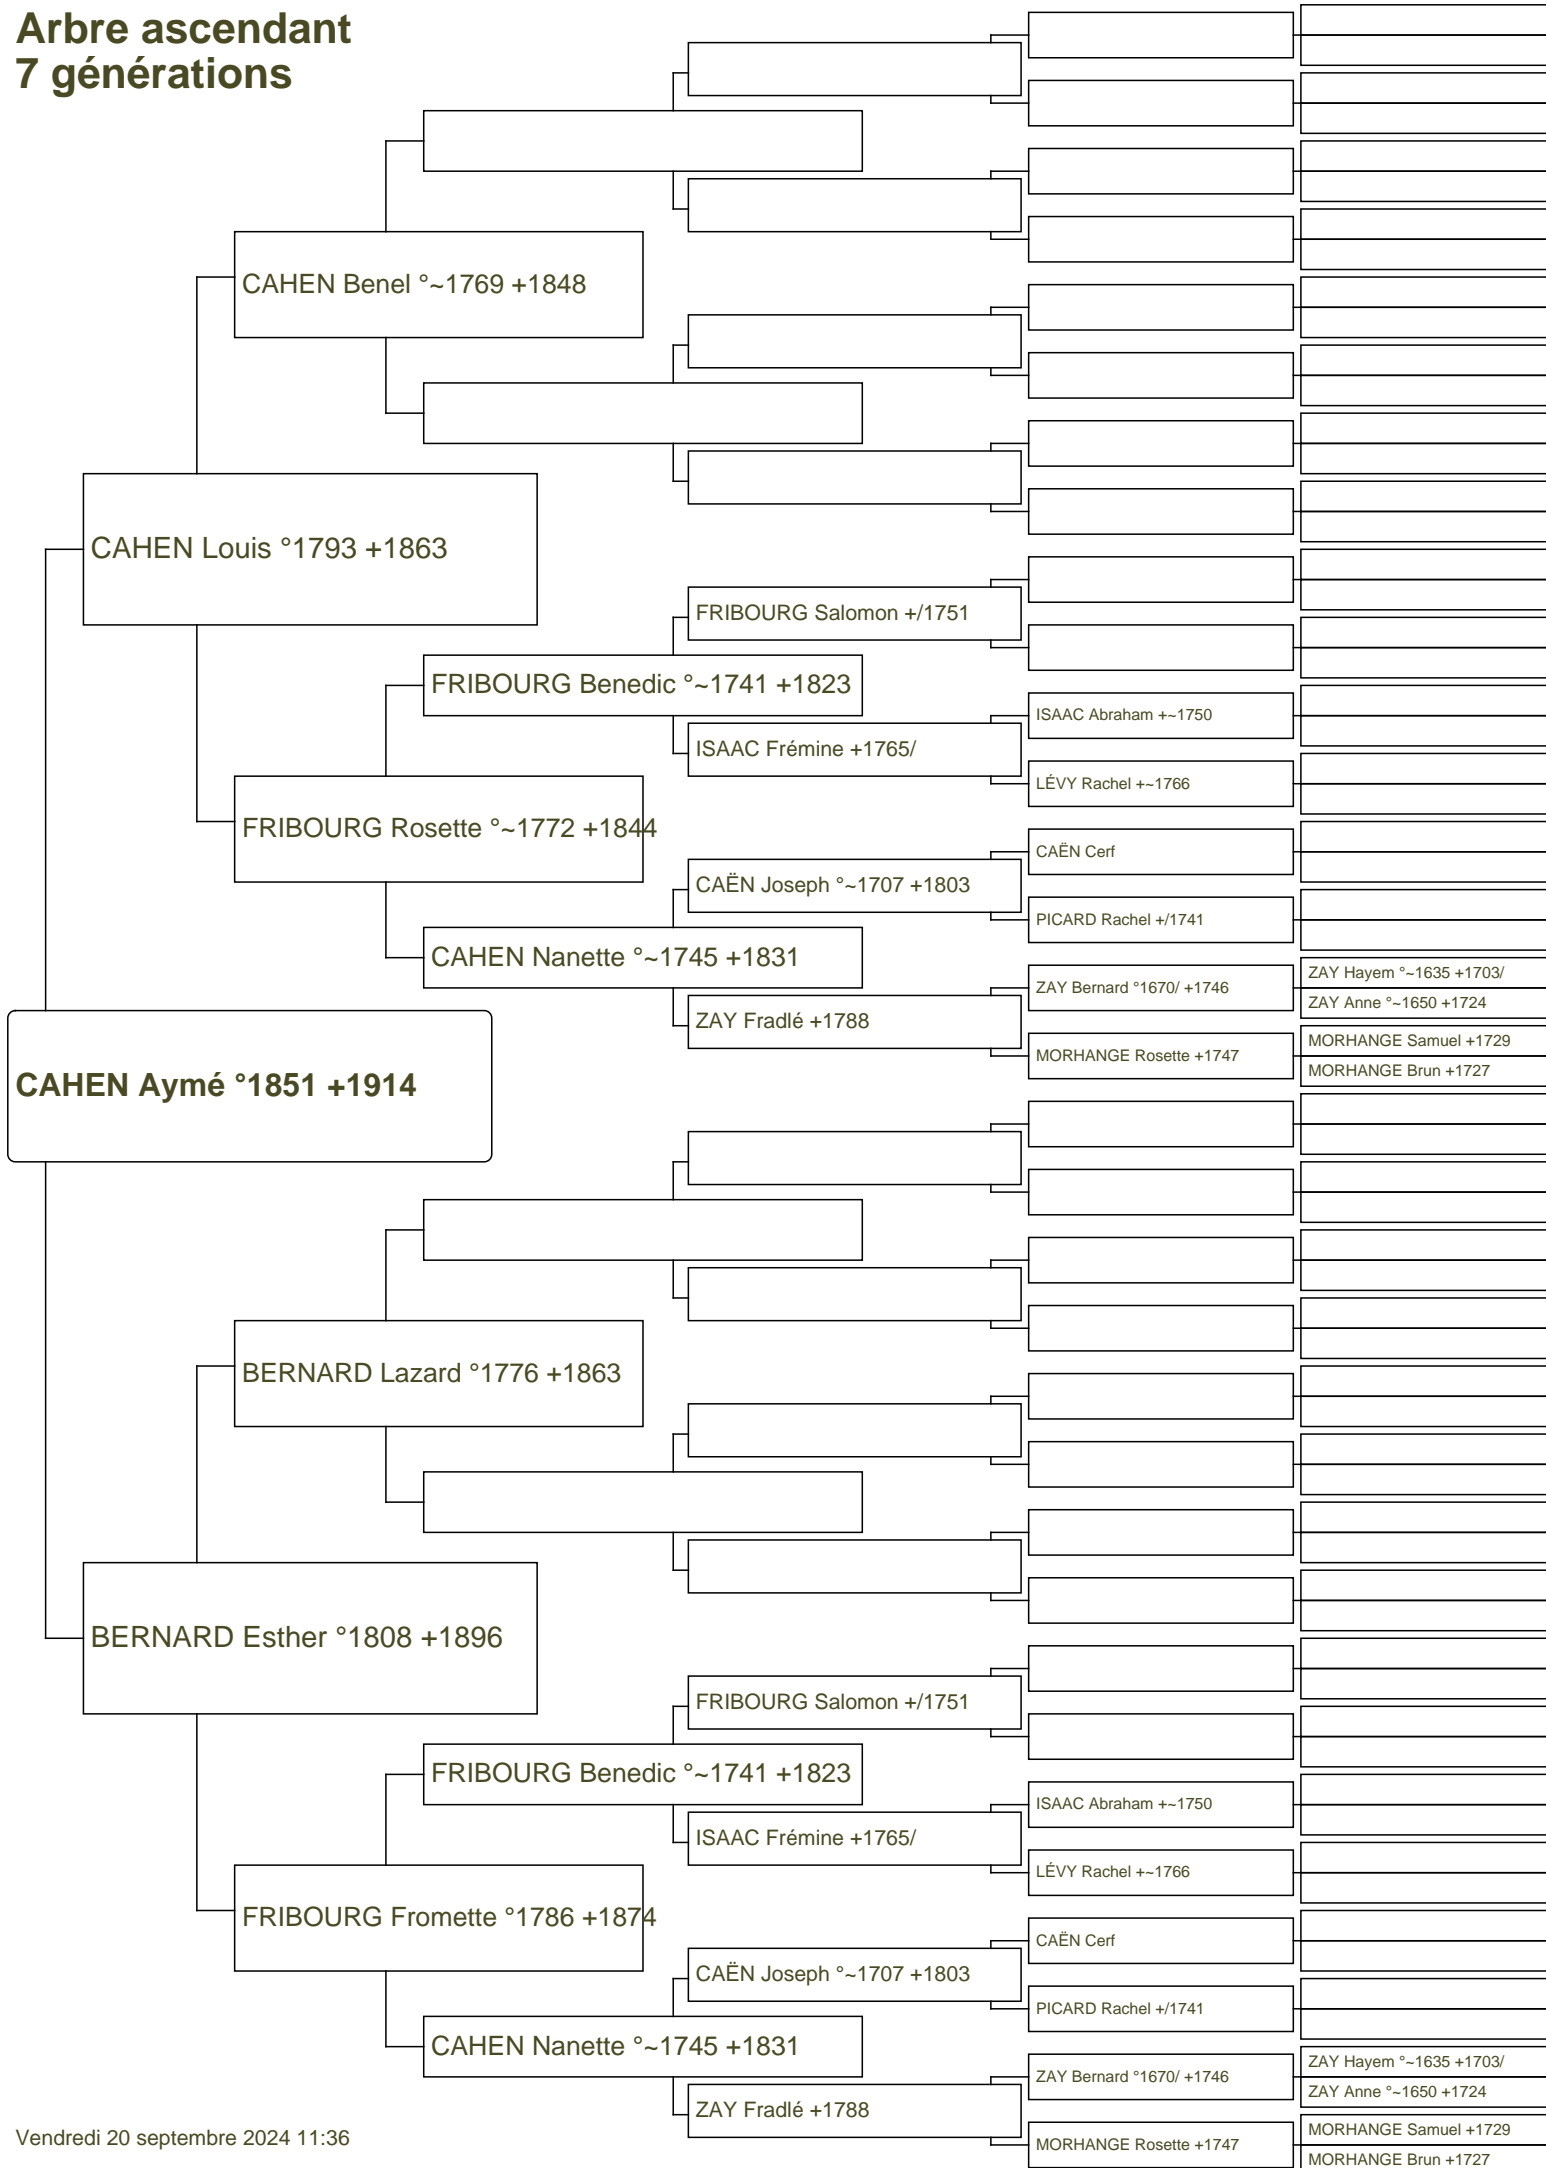 Arbre ascendant
7 générations
CAHEN Benel °~1769 +1848
CAHEN Louis °1793 +1863
FRIBOURG Salomon +/1751
FRIBOURG Benedic °~1741 +1823
ISAAC Abraham +~1750
ISAAC Frémine +1765/
LÉVY Rachel +~1766
FRIBOURG Rosette °~1772 +1844
CAËN Cerf
CAËN Joseph °~1707 +1803
PICARD Rachel +/1741
CAHEN Nanette °~1745 +1831
ZAY Hayem °~1635 +1703/
ZAY Bernard °1670/ +1746
ZAY Anne °~1650 +1724
ZAY Fradlé +1788
MORHANGE Samuel +1729
MORHANGE Rosette +1747
MORHANGE Brun +1727
CAHEN Aymé °1851 +1914
BERNARD Lazard °1776 +1863
BERNARD Esther °1808 +1896
FRIBOURG Salomon +/1751
FRIBOURG Benedic °~1741 +1823
ISAAC Abraham +~1750
ISAAC Frémine +1765/
LÉVY Rachel +~1766
FRIBOURG Fromette °1786 +1874
CAËN Cerf
CAËN Joseph °~1707 +1803
PICARD Rachel +/1741
CAHEN Nanette °~1745 +1831
ZAY Hayem °~1635 +1703/
ZAY Bernard °1670/ +1746
ZAY Anne °~1650 +1724
ZAY Fradlé +1788
MORHANGE Samuel +1729
MORHANGE Rosette +1747
MORHANGE Brun +1727
Vendredi 20 septembre 2024 11:36